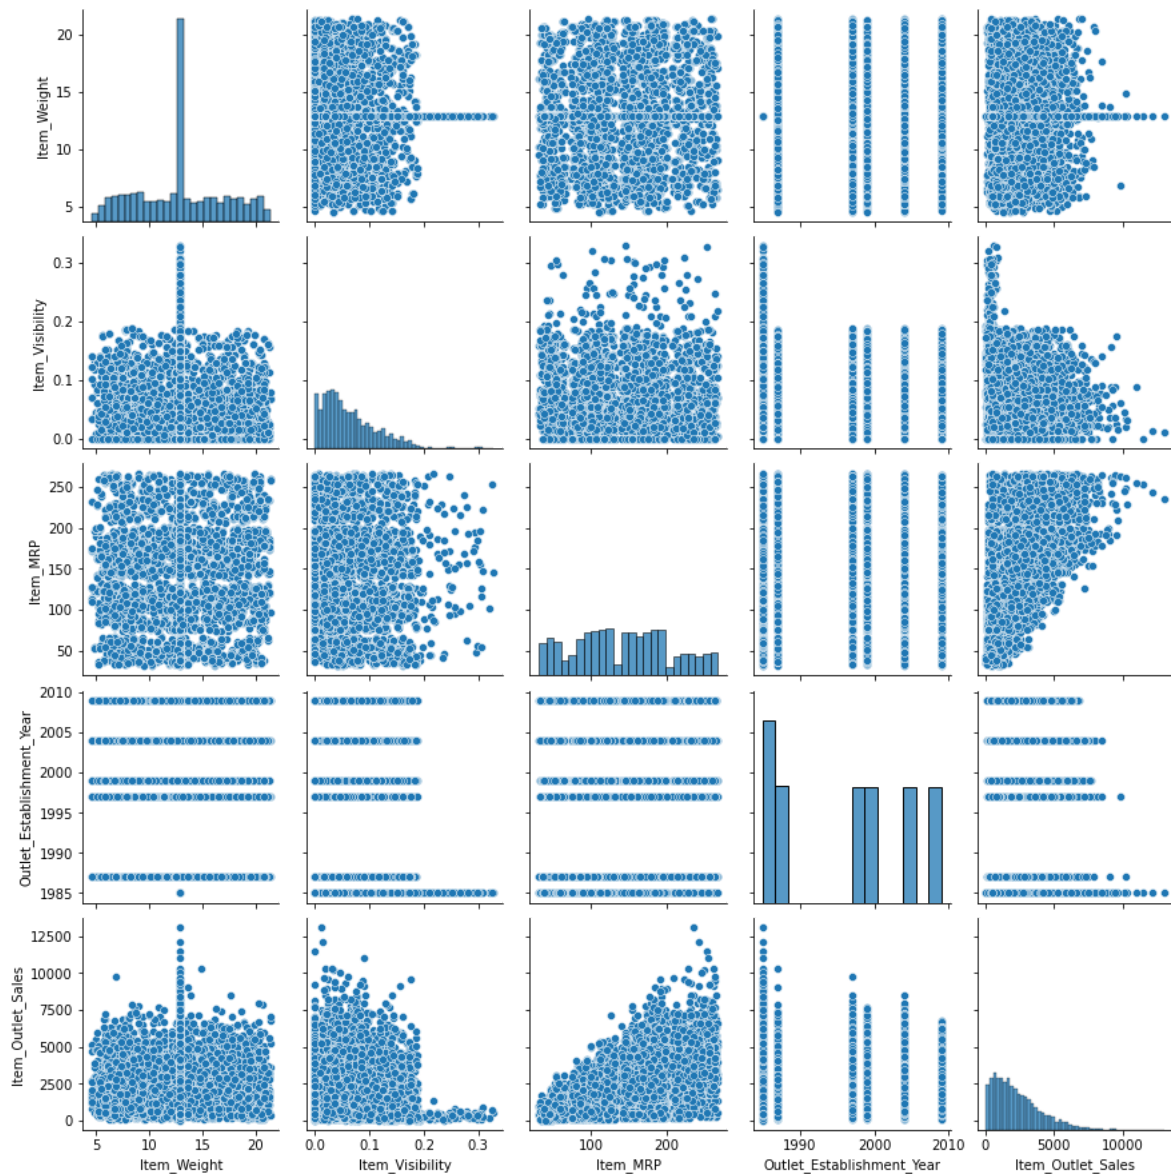 Item_Weight
20
15
10
5
Item_Visibility
0.3
0.2
0.1
0.0
Item_MRP
250
200
150
100
50
Outlet_Establishment_Year
2010
2005
2000
1995
1990
1985
Item_Outlet_Sales
12500
10000
7500
5000
2500
0
5 10 15 20
Item_Weight
0.0 0.1 0.2 0.3
Item_Visibility
100 200
Item_MRP
1990 2000 2010
Outlet_Establishment_Year
0 5000 10000
Item_Outlet_Sales